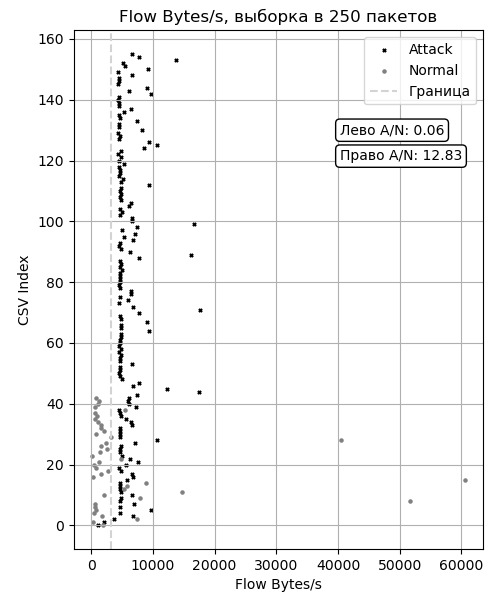 Flow Bytes/s, выборка в 250 пакетов
Attack
Normal
Граница
Лево A/N: 0.06
Право A/N: 12.83
160
140
120
100
80
60
40
20
0
CSV Index
0 10000 20000 30000 40000 50000 60000
Flow Bytes/s